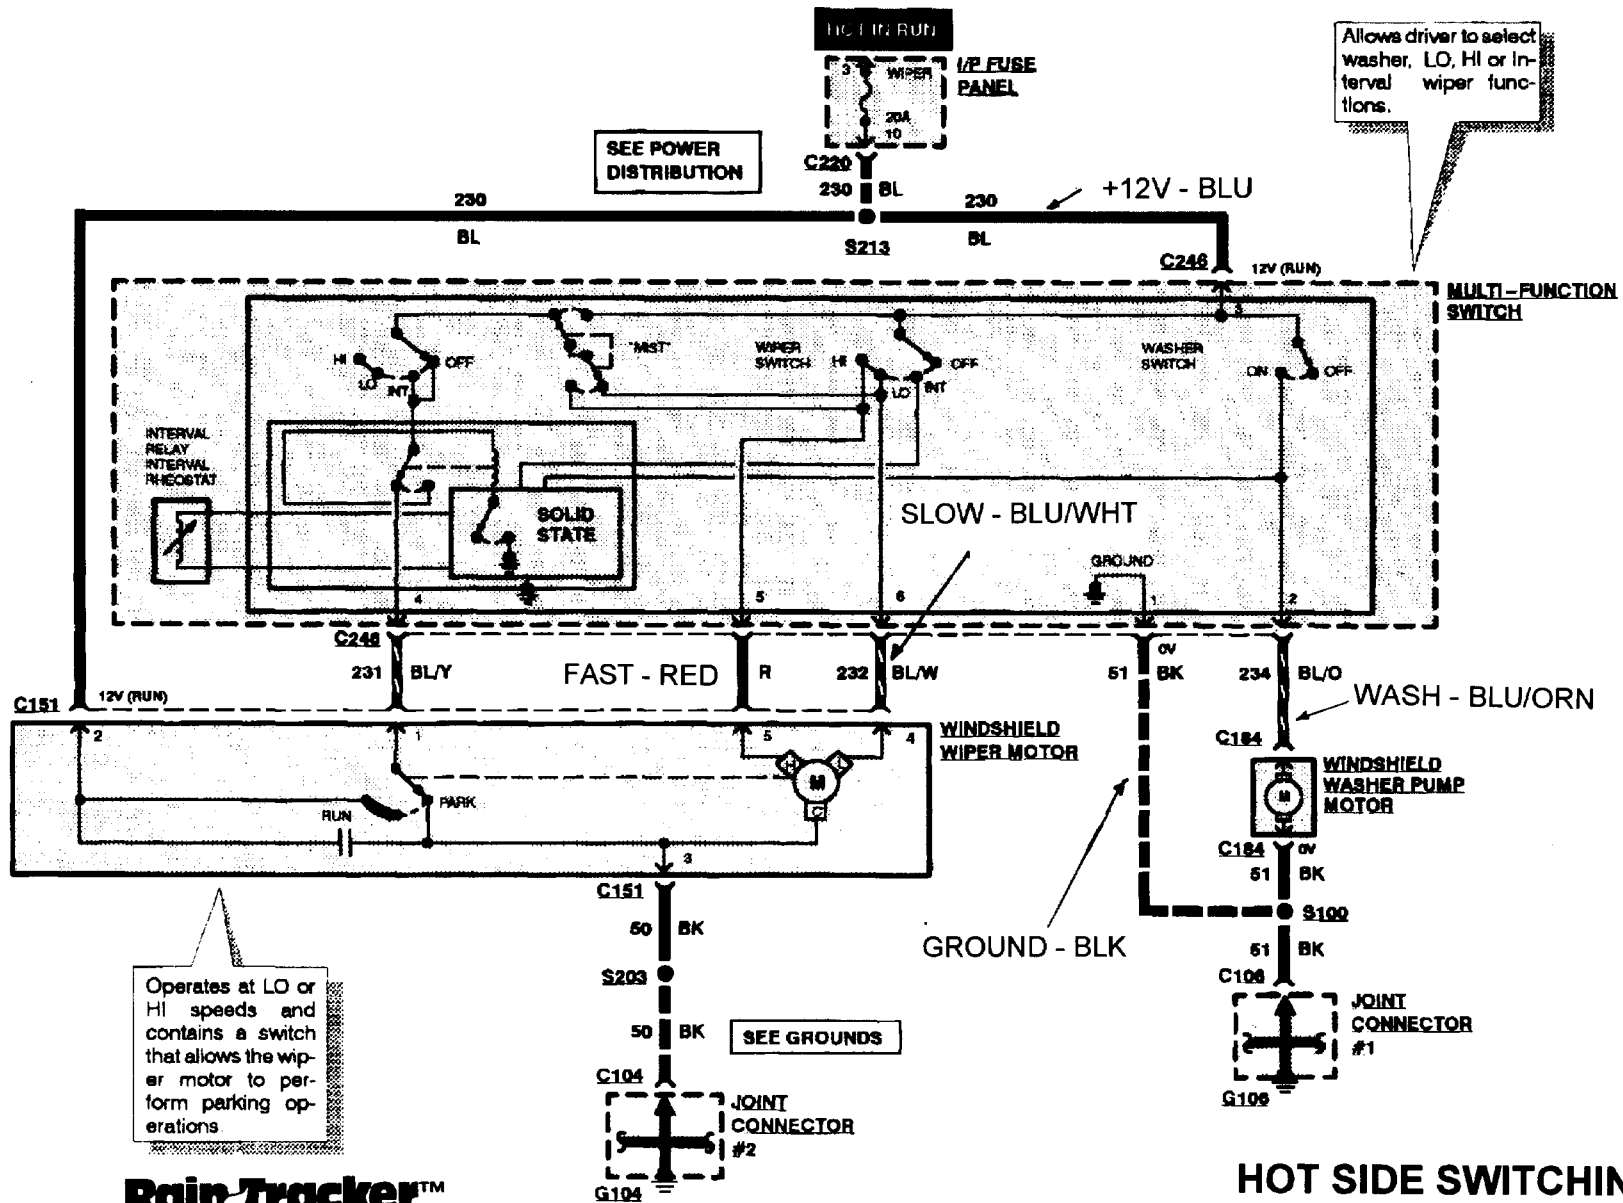 HOT IN RUN
3
WIPER
20A
10
I/P FUSE
PANEL
Allows driver to select
washer, LO, HI or In-
terval wiper func-
tions.
SEE POWER
DISTRIBUTION
C220
230
BL
+12V - BLU
230
BL
230
BL
S213
C246
12V (RUN)
3
MULTI-FUNCTION
SWITCH
HI
LO
INT
OFF
"MIST"
WIPER
SWITCH
HI
LO
INT
OFF
WASHER
SWITCH
ON
OFF
INTERVAL
RELAY
INTERVAL
RHEOSTAT
SOLID
STATE
SLOW - BLU/WHT
GROUND
4
5
6
1
2
C246
231
BL/Y
FAST - RED
R
232
BL/W
51
0V
BK
234
BL/O
WASH - BLU/ORN
C151
12V (RUN)
2
1
5
4
WINDSHIELD
WIPER MOTOR
H
L
M
C
PARK
RUN
3
C184
WINDSHIELD
WASHER PUMP
MOTOR
M
C184
0V
51
BK
S100
GROUND - BLK
C151
50
BK
S203
50
BK
SEE GROUNDS
C104
JOINT
CONNECTOR
#2
G104
51
BK
C106
JOINT
CONNECTOR
#1
G106
Operates at LO or
HI speeds and
contains a switch
that allows the wip-
er motor to per-
form parking op-
erations
Rain Tracker™
HOT SIDE SWITCHIN